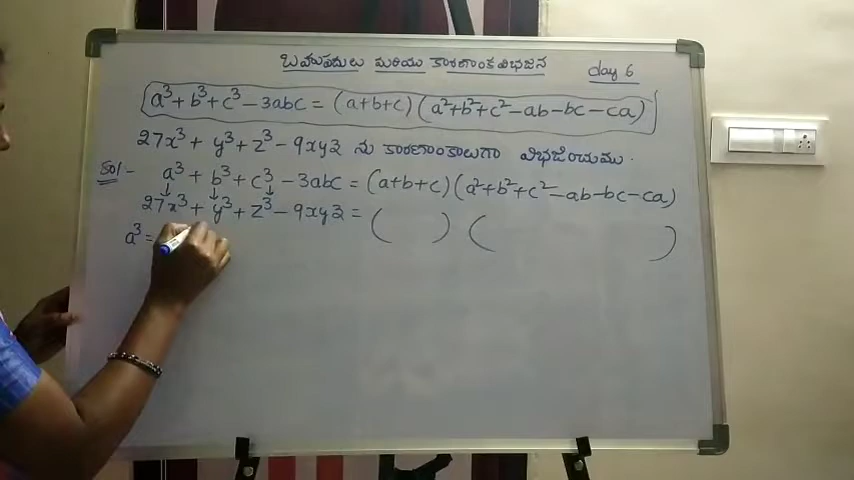 బహుపదులు మరియు కారణాంక విభజన day 6
a³ + b³ + c³ - 3abc = (a+b+c) (a²+b²+c²-ab-bc-ca)
27x³ + y³ + z³ - 9xyz ను కారణాంకాలుగా విభజించుము.
Sol- a³ + b³ + c³ - 3abc = (a+b+c) (a²+b²+c²-ab-bc-ca)
27x³ + y³ + z³ - 9xyz = ( ) ( )
a³ =